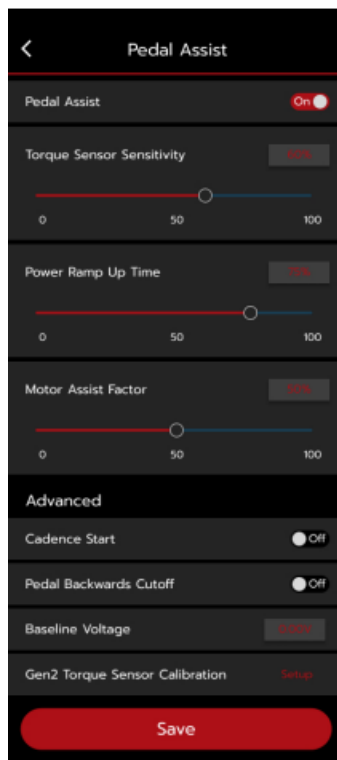 Pedal Assist
Pedal Assist On
Torque Sensor Sensitivity
0 50 100
Power Ramp Up Time
0 50 100
Motor Assist Factor
0 50 100
Advanced
Cadence Start Off
Pedal Backwards Cutoff Off
Baseline Voltage
Gen2 Torque Sensor Calibration Setup
Save